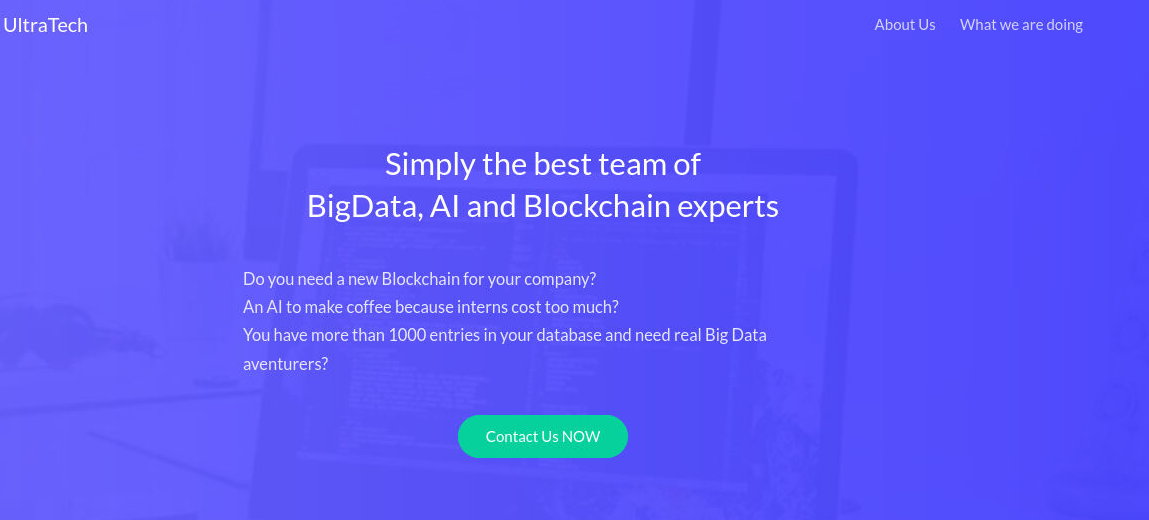 UltraTech
About Us
What we are doing
Simply the best team of
BigData, AI and Blockchain experts
Do you need a new Blockchain for your company?
An AI to make coffee because interns cost too much?
You have more than 1000 entries in your database and need real Big Data
aventurers?
Contact Us NOW